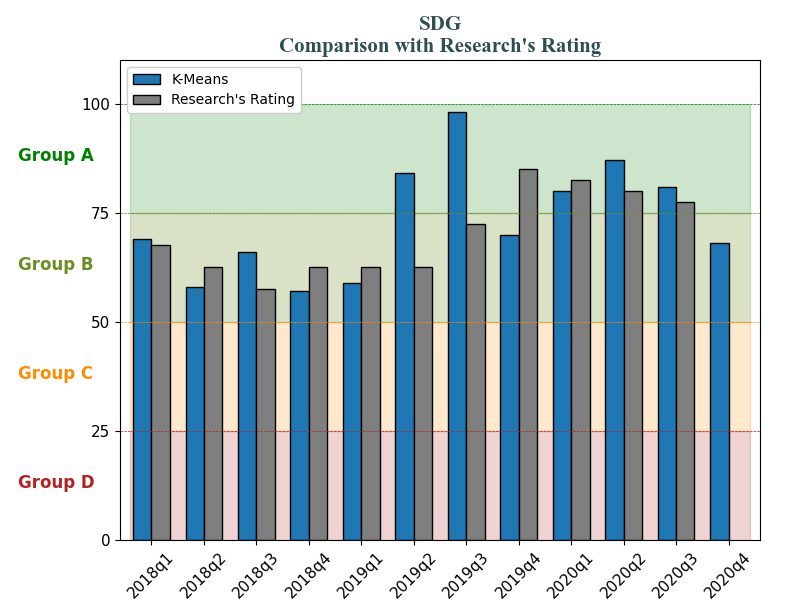 SDG
Comparison with Research's Rating
K-Means
Research's Rating
100
Group A
75
Group B
50
Group C
25
Group D
0
2018q1
2018q2
2018q3
2018q4
2019q1
2019q2
2019q3
2019q4
2020q1
2020q2
2020q3
2020q4